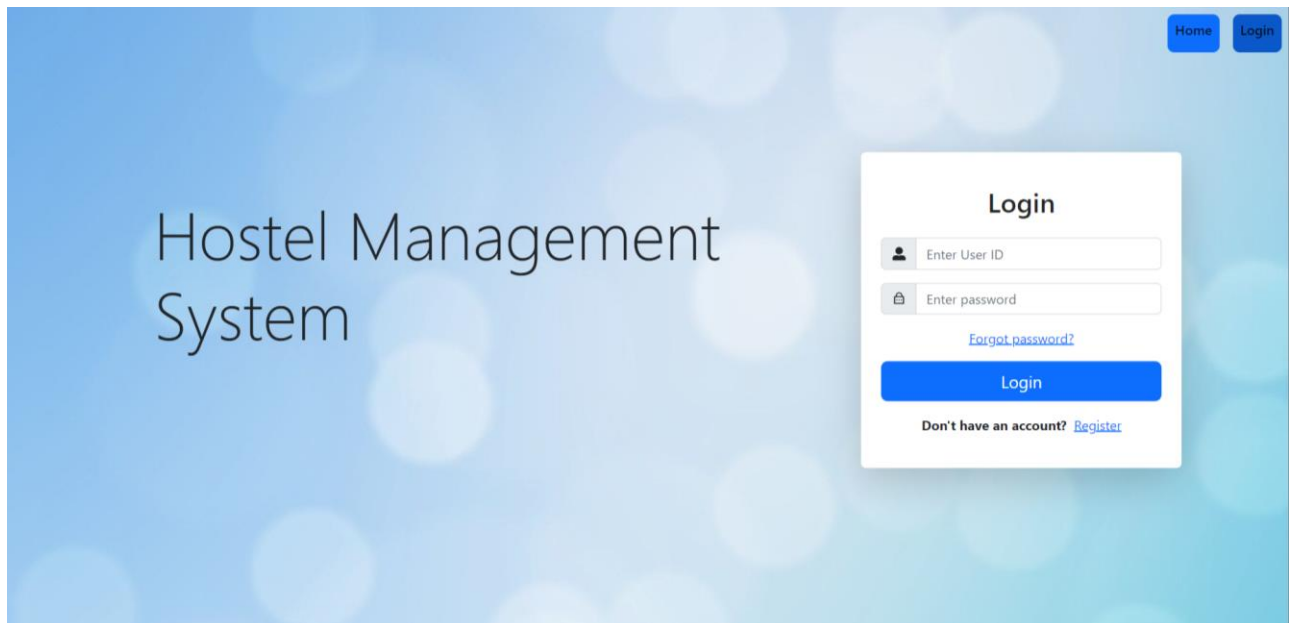 Home Login
Hostel Management
System
Login
Enter User ID
Enter password
Forgot password?
Login
Don't have an account? Register